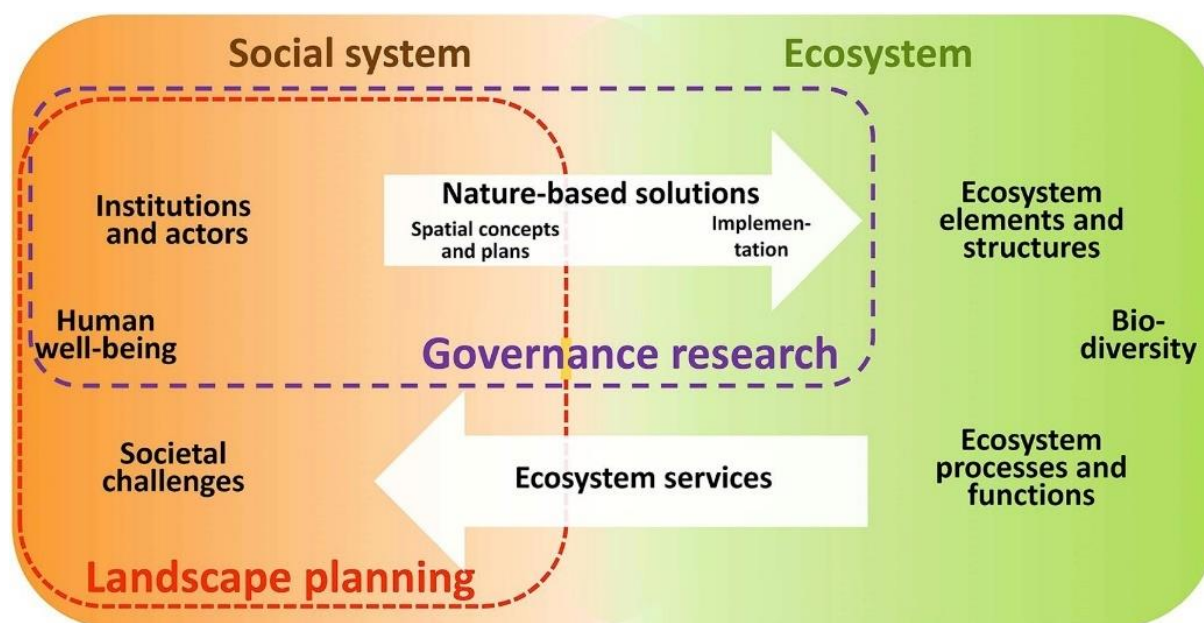 Social system
Ecosystem
Institutions
and actors
Nature-based solutions
Spatial concepts
and plans
Implemen-
tation
Ecosystem
elements and
structures
Human
well-being
Governance research
Bio-
diversity
Societal
challenges
Ecosystem services
Ecosystem
processes and
functions
Landscape planning